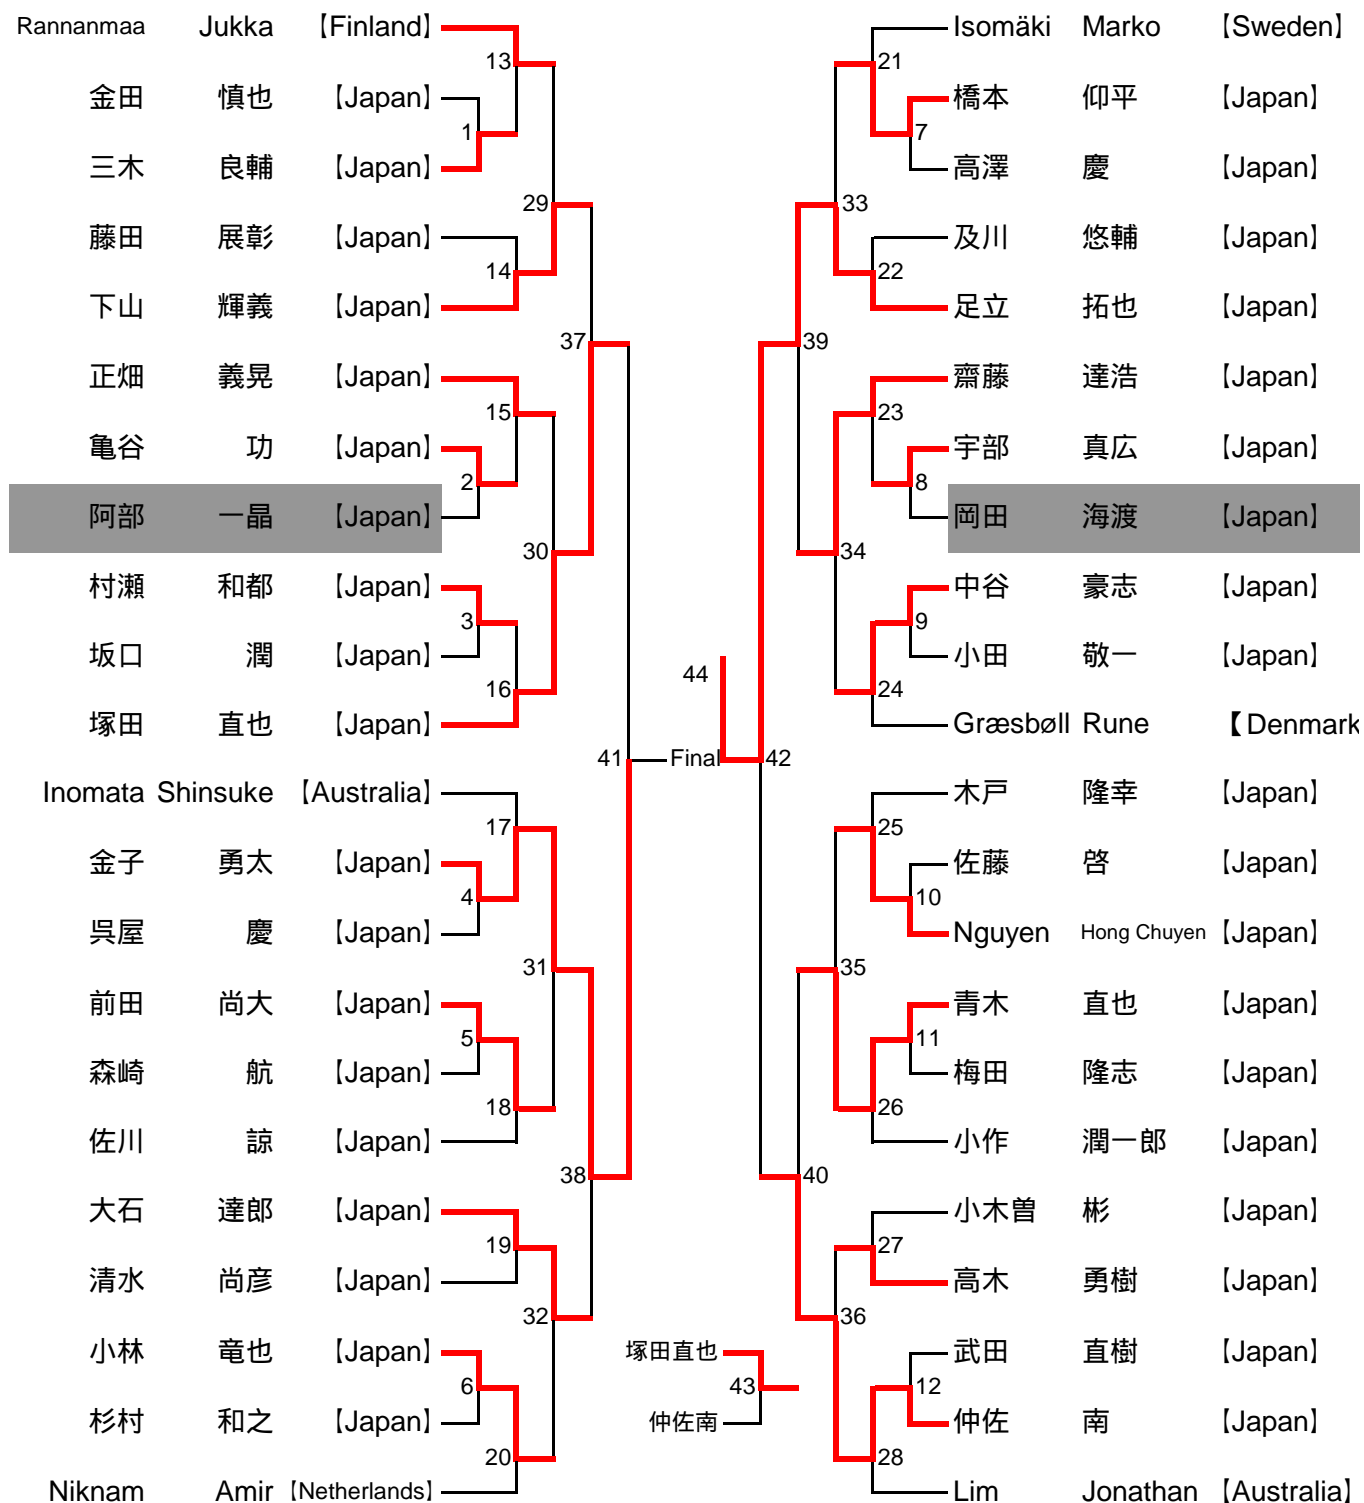 Rannanmaa Jukka 【Finland】
13
金田 慎也 【Japan】
1
三木 良輔 【Japan】
29
藤田 展彰 【Japan】
14
下山 輝義 【Japan】
37
正畑 義晃 【Japan】
15
亀谷 功 【Japan】
2
阿部 一晶 【Japan】
30
村瀬 和都 【Japan】
3
坂口 潤 【Japan】
16
塚田 直也 【Japan】
41
Inomata Shinsuke 【Australia】
17
金子 勇太 【Japan】
4
呉屋 慶 【Japan】
31
前田 尚大 【Japan】
5
森崎 航 【Japan】
18
佐川 諒 【Japan】
38
大石 達郎 【Japan】
19
清水 尚彦 【Japan】
32
小林 竜也 【Japan】
6
杉村 和之 【Japan】
20
Niknam Amir 【Netherlands】
44
Final
塚田直也
43
仲佐南
Isomäki Marko 【Sweden】
21
橋本 仰平 【Japan】
7
高澤 慶 【Japan】
33
及川 悠輔 【Japan】
22
足立 拓也 【Japan】
39
齋藤 達浩 【Japan】
23
宇部 真広 【Japan】
8
岡田 海渡 【Japan】
34
中谷 豪志 【Japan】
9
小田 敬一 【Japan】
24
Græsbøll Rune 【Denmark
42
木戸 隆幸 【Japan】
25
佐藤 啓 【Japan】
10
Nguyen Hong Chuyen 【Japan】
35
青木 直也 【Japan】
11
梅田 隆志 【Japan】
26
小作 潤一郎 【Japan】
40
小木曽 彬 【Japan】
27
高木 勇樹 【Japan】
36
武田 直樹 【Japan】
12
仲佐 南 【Japan】
28
Lim Jonathan 【Australia】